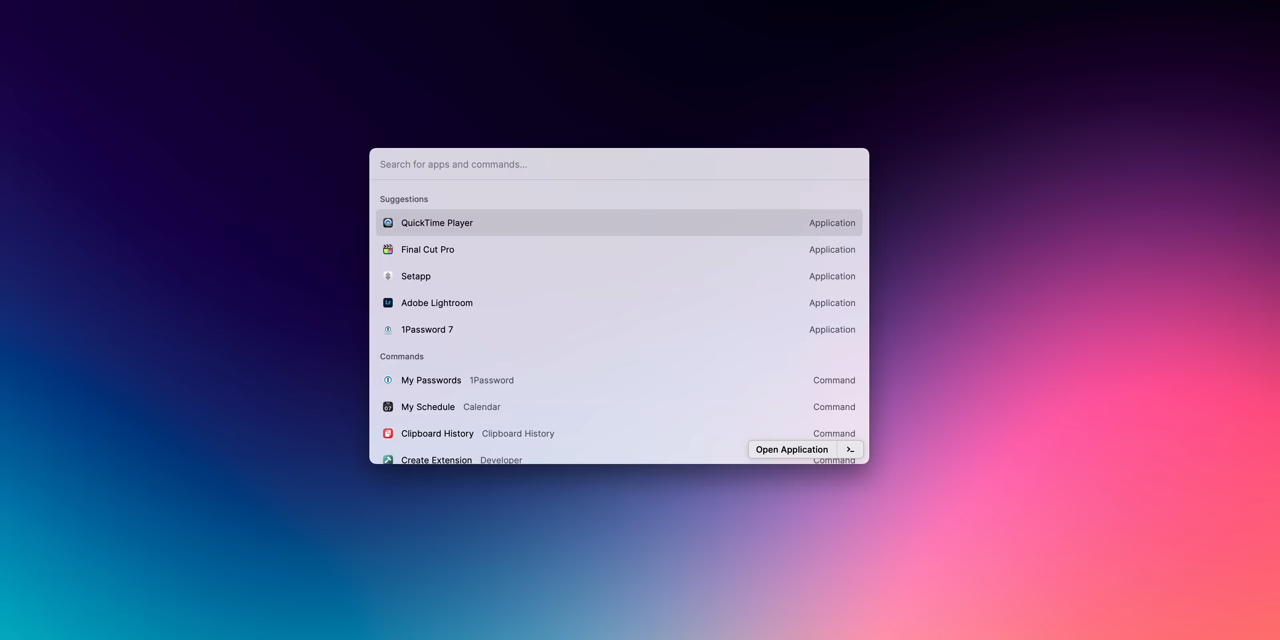 Search for apps and commands...
Suggestions
QuickTime Player Application
Final Cut Pro Application
Setapp Application
Adobe Lightroom Application
1Password 7 Application
Commands
My Passwords 1Password Command
My Schedule Calendar Command
Clipboard History Clipboard History Command
Open Application >_
Create Extension Developer Command